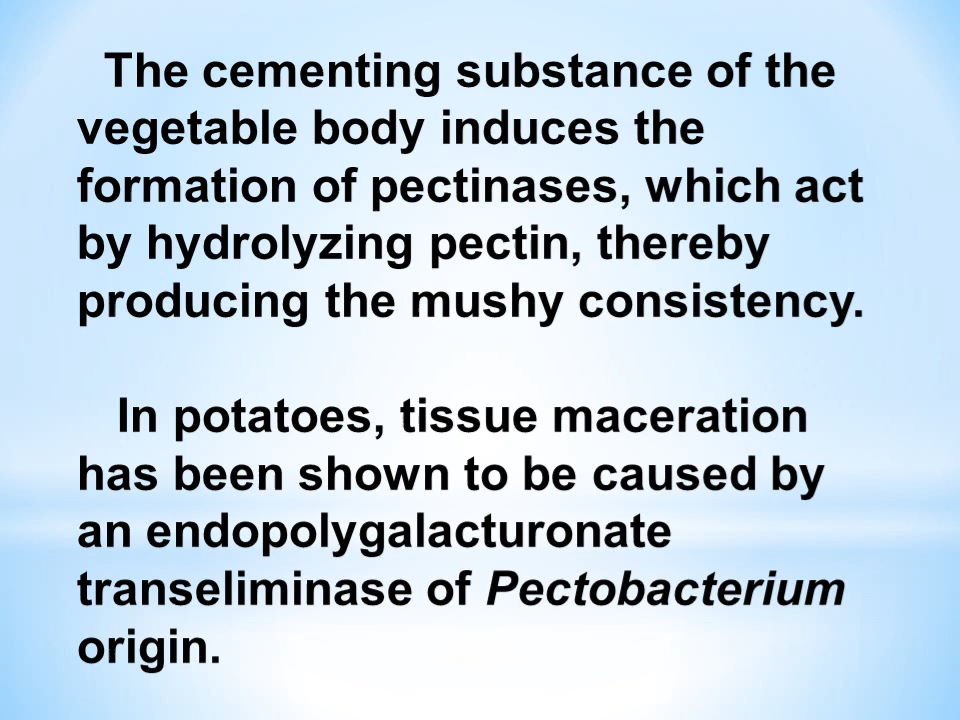 The cementing substance of the
vegetable body induces the
formation of pectinases, which act
by hydrolyzing pectin, thereby
producing the mushy consistency.
In potatoes, tissue maceration
has been shown to be caused by
an endopolygalacturonate
transeliminase of Pectobacterium
origin.